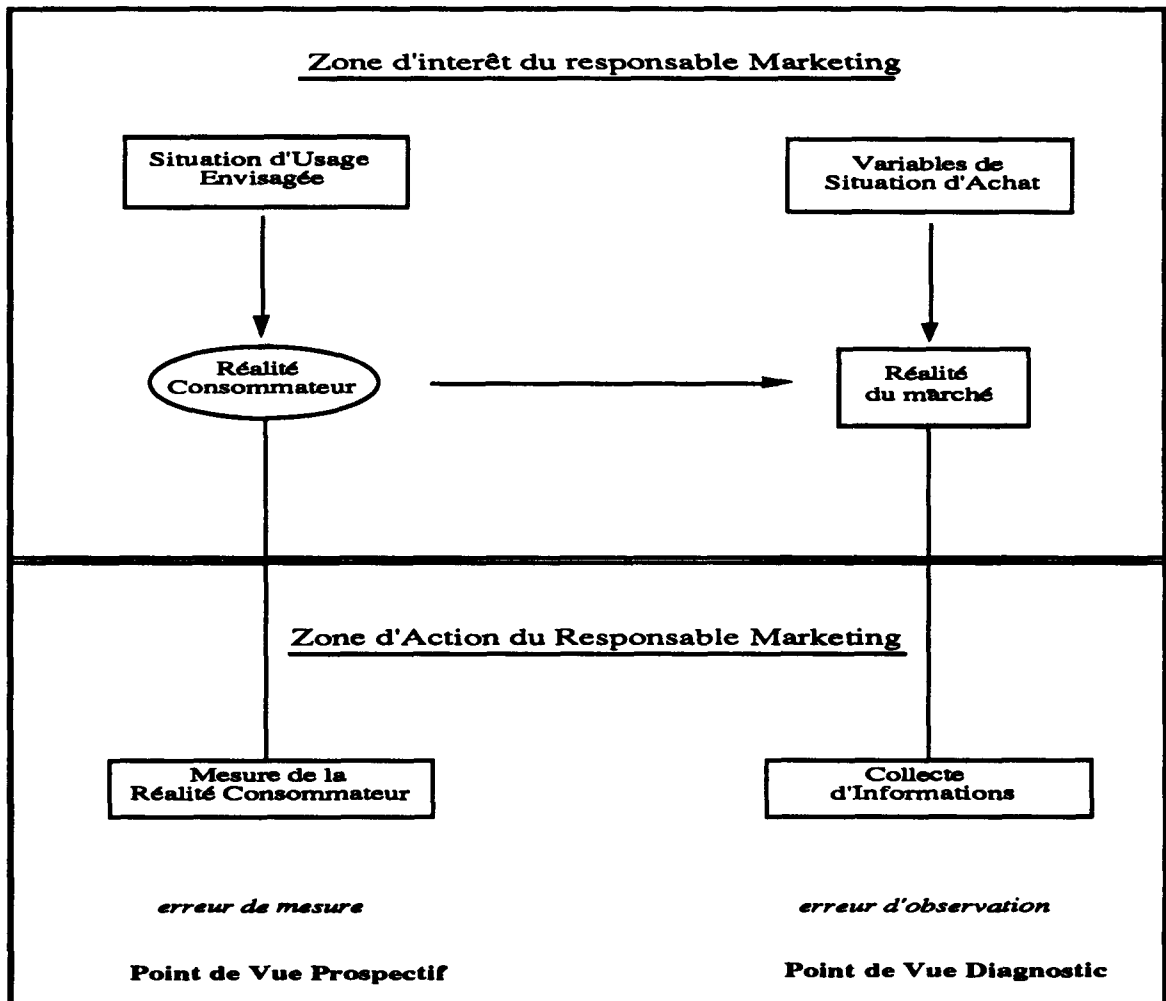 Zone d'interêt du responsable Marketing
Situation d'Usage
Envisagée
Variables de
Situation d'Achat
Réalité
Consommateur
Réalité
du marché
Zone d'Action du Responsable Marketing
Mesure de la
Réalité Consommateur
Collecte
d'Informations
erreur de mesure
erreur d'observation
Point de Vue Prospectif
Point de Vue Diagnostic